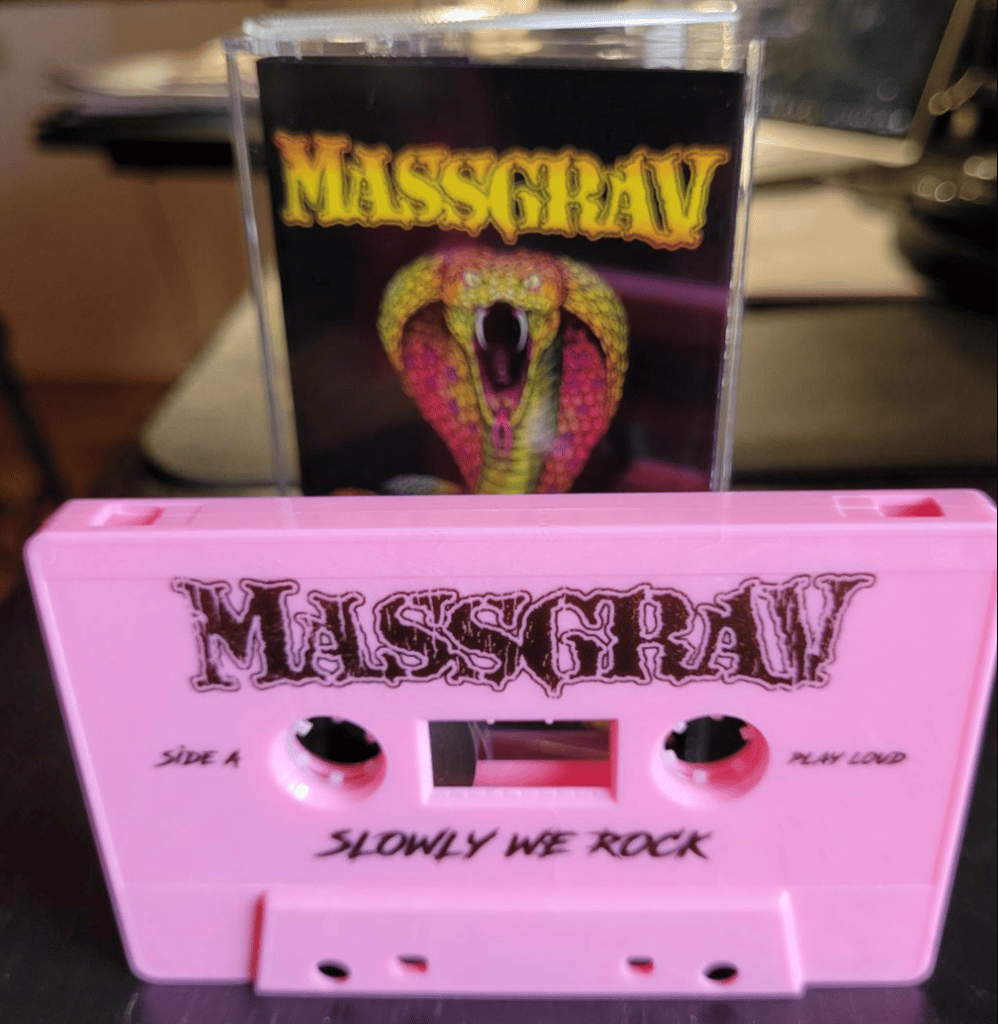 MASSGRAV
MASSGRAV
SIDE A
PLAY LOUD
SLOWLY WE ROCK